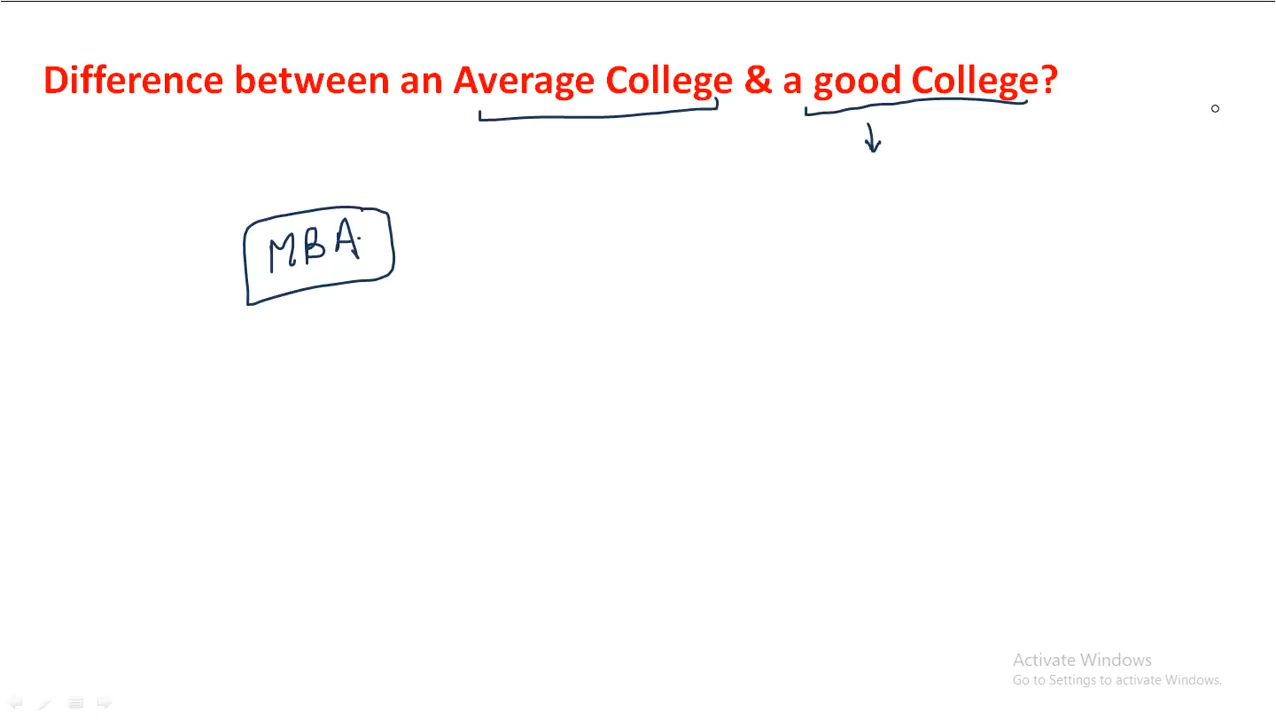 Difference between an Average College & a good College?
MBA
Activate Windows
Go to Settings to activate Windows.